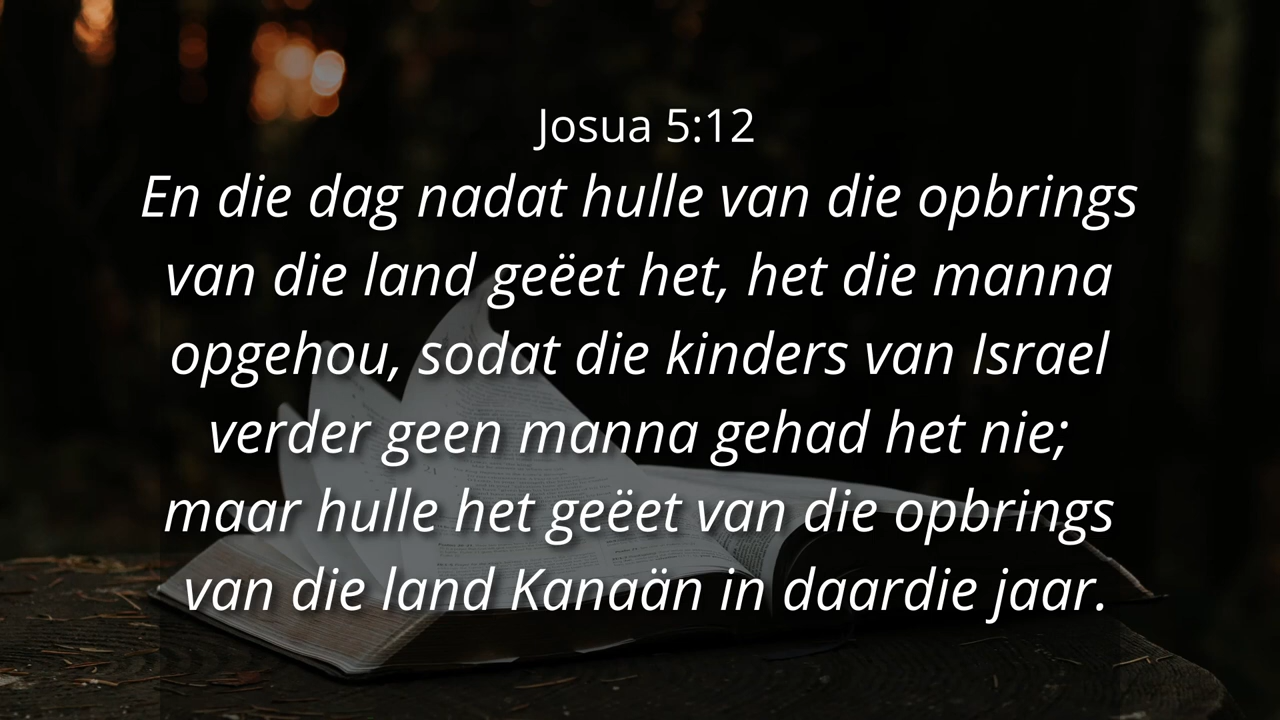 Josua 5:12
En die dag nadat hulle van die opbrings
van die land geëet het, het die manna
opgehou, sodat die kinders van Israel
verder geen manna gehad het nie;
maar hulle het geëet van die opbrings
van die land Kanaän in daardie jaar.